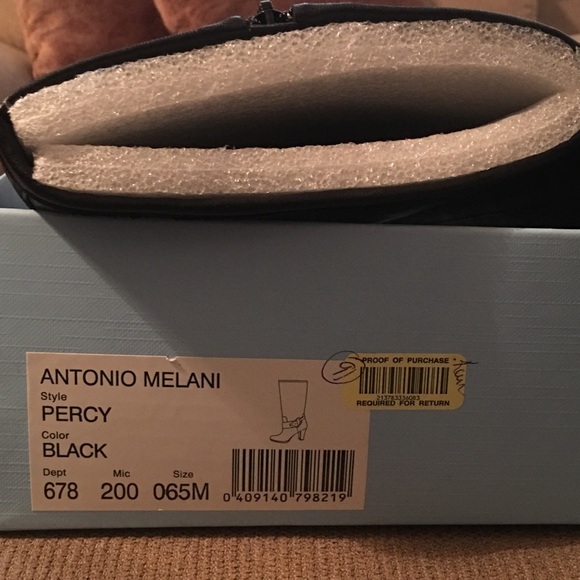 ANTONIO MELANI
Style
PERCY
Color
BLACK
Dept Mic Size
678 200 065M
0 409140 798219
PROOF OF PURCHASE
REQUIRED FOR RETURN